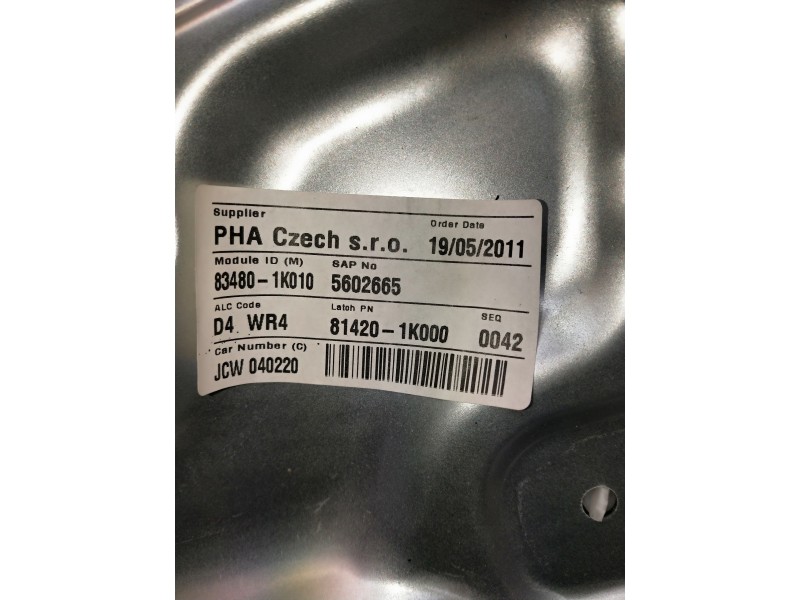 Supplier Order Date
PHA Czech s.r.o. 19/05/2011
Module ID (M) SAP No
83480-1K010 5602665
ALC Code Latch PN SEQ
D4 WR4 81420-1K000 0042
Car Number (C)
JCW 040220